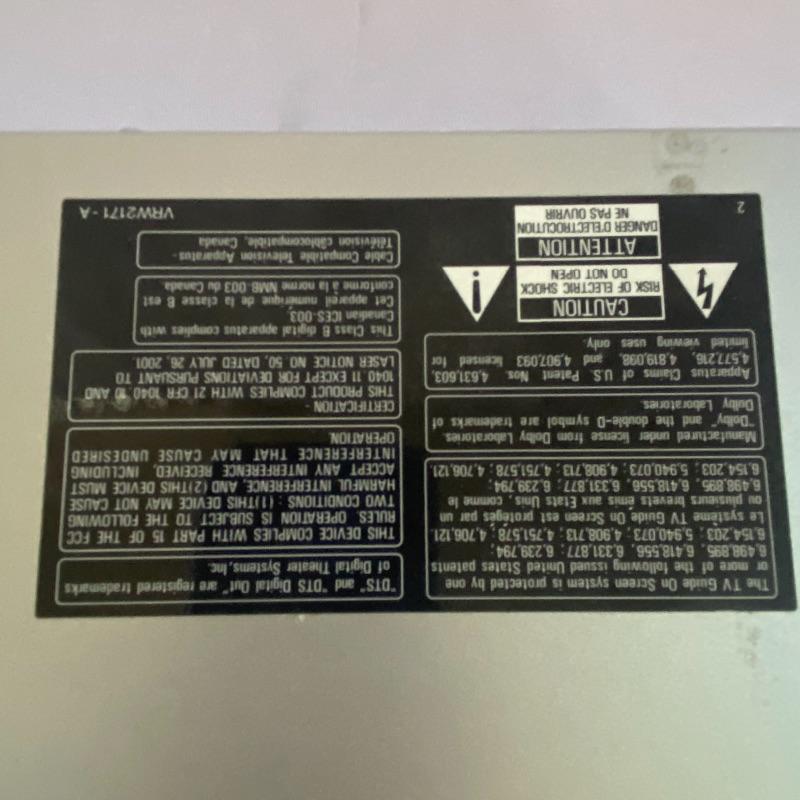 The TV Guide On Screen system is protected by one
or more of the following issued United States patents
6,498,895; 6,418,556; 6,331,877; 6,239,794;
6,154,203; 5,940,073; 4,908,713; 4,751,578; 4,706,121.
Le système TV Guide On Screen est protégés par un
ou plusieurs brevets émis aux Etats Unis, comme le
6,498,895; 6,418,556; 6,331,877; 6,239,794;
6,154,203; 5,940,073; 4,908,713; 4,751,578; 4,706,121.
Manufactured under license from Dolby Laboratories.
"Dolby" and the double-D symbol are trademarks of
Dolby Laboratories.
Apparatus Claims of U.S. Patent Nos. 4,631,603,
4,577,216, 4,819,098, and 4,907,093 licensed for
limited viewing uses only.
CAUTION
RISK OF ELECTRIC SHOCK
DO NOT OPEN
ATTENTION
DANGER D'ELECTROCUTION
NE PAS OUVRIR
2
"DTS" and "DTS Digital Out" are registered trademarks
of Digital Theater Systems, Inc.
THIS DEVICE COMPLIES WITH PART 15 OF THE FCC
RULES. OPERATION IS SUBJECT TO THE FOLLOWING
TWO CONDITIONS : (1)THIS DEVICE MAY NOT CAUSE
HARMFUL INTERFERENCE, AND (2)THIS DEVICE MUST
ACCEPT ANY INTERFERENCE RECEIVED, INCLUDING
INTERFERENCE THAT MAY CAUSE UNDESIRED
OPERATION.
CERTIFICATION -
THIS PRODUCT COMPLIES WITH 21 CFR 1040.10 AND
1040.11 EXCEPT FOR DEVIATIONS PURSUANT TO
LASER NOTICE NO. 50, DATED JULY 26, 2001.
This Class B digital apparatus complies with
Canadian ICES-003.
Cet appareil numérique de la classe B est
conforme à la norme NMB-003 du Canada.
Cable Compatible Television Apparatus-
Télévision câblocompatible, Canada
VRW2171 - A